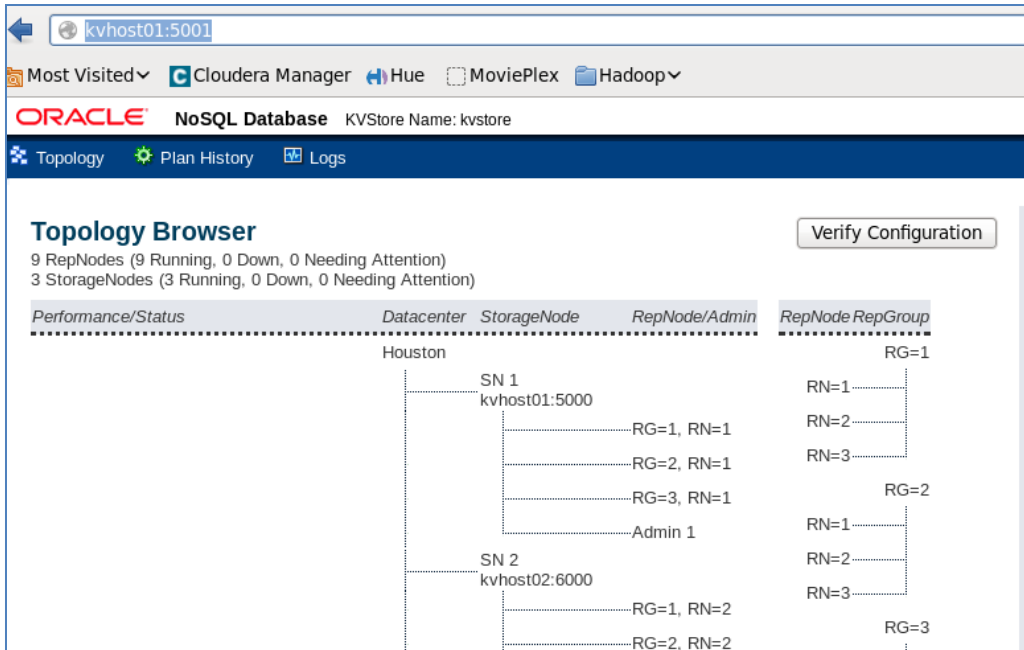 kvhost01:5001
Most Visited Cloudera Manager Hue MoviePlex Hadoop
ORACLE NoSQL Database KVStore Name: kvstore
Topology Plan History Logs
Topology Browser
Verify Configuration
9 RepNodes (9 Running, 0 Down, 0 Needing Attention)
3 StorageNodes (3 Running, 0 Down, 0 Needing Attention)
Performance/Status Datacenter StorageNode RepNode/Admin RepNode RepGroup
Houston
SN 1
kvhost01:5000
RG=1, RN=1
RG=2, RN=1
RG=3, RN=1
Admin 1
SN 2
kvhost02:6000
RG=1, RN=2
RG=2, RN=2
RG=1
RN=1
RN=2
RN=3
RG=2
RN=1
RN=2
RN=3
RG=3